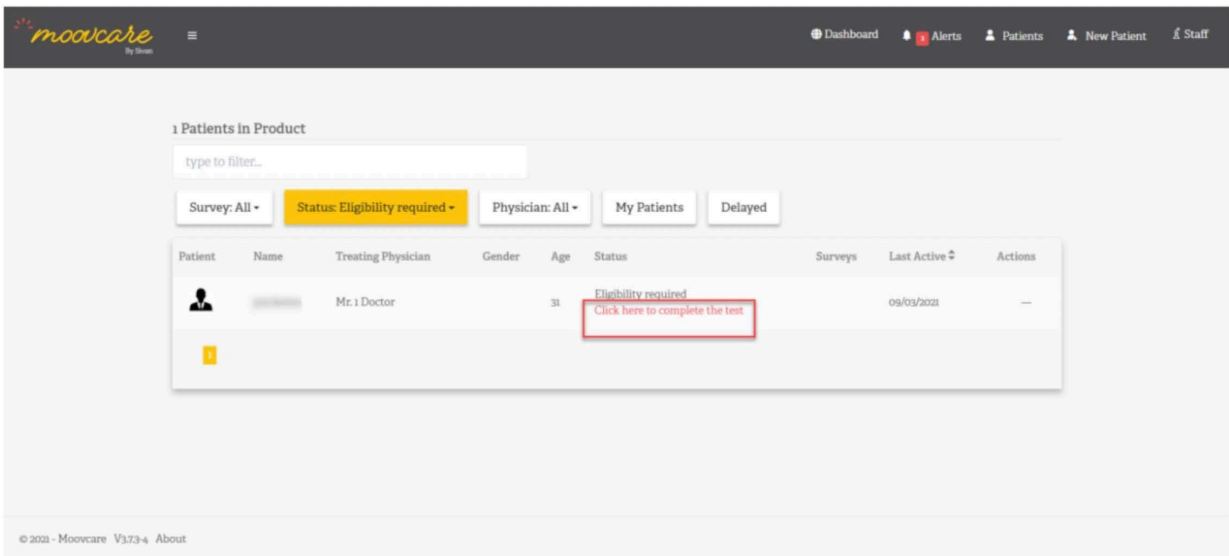 moovcare
By Sivan
Dashboard Alerts Patients New Patient Staff
1 Patients in Product
type to filter...
Survey: All Status: Eligibility required Physician: All My Patients Delayed
Patient Name Treating Physician Gender Age Status Surveys Last Active Actions
Mr. 1 Doctor 31 Eligibility required 09/03/2021 —
Click here to complete the test
1
© 2021 - Moovcare V3.7.3-4 About